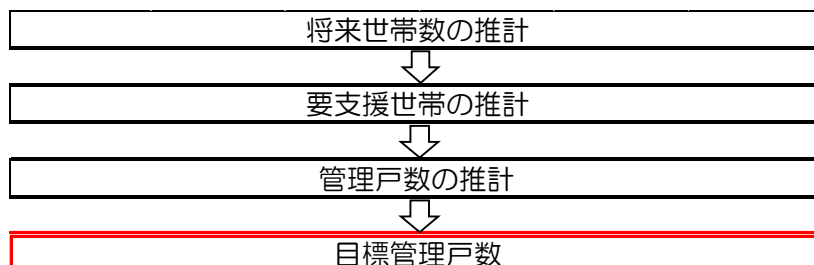 将来世帯数の推計
要支援世帯の推計
管理戸数の推計
目標管理戸数